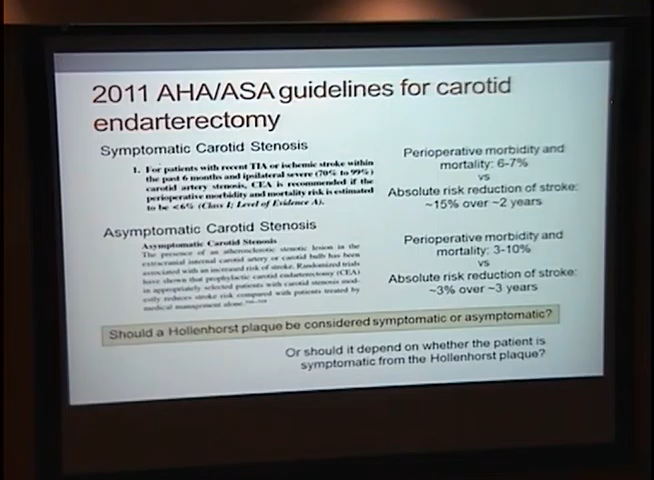 2011 AHA/ASA guidelines for carotid
endarterectomy
Symptomatic Carotid Stenosis
1. For patients with recent TIA or ischemic stroke within
the past 6 months and ipsilateral severe (70% to 99%)
carotid artery stenosis, CEA is recommended if the
perioperative morbidity and mortality risk is estimated
to be <6% (Class I; Level of Evidence A).
Perioperative morbidity and
mortality: 6-7%
vs
Absolute risk reduction of stroke:
~15% over ~2 years
Asymptomatic Carotid Stenosis
Asymptomatic Carotid Stenosis
The presence of an atherosclerotic stenotic lesion in the
extracranial internal carotid artery or carotid bulb has been
associated with an increased risk of stroke. Randomized trials
have shown that prophylactic carotid endarterectomy (CEA)
in appropriately selected patients with carotid stenosis mod-
estly reduces stroke risk compared with patients treated by
medical management alone.
Perioperative morbidity and
mortality: 3-10%
vs
Absolute risk reduction of stroke:
~3% over ~3 years
Should a Hollenhorst plaque be considered symptomatic or asymptomatic?
Or should it depend on whether the patient is
symptomatic from the Hollenhorst plaque?